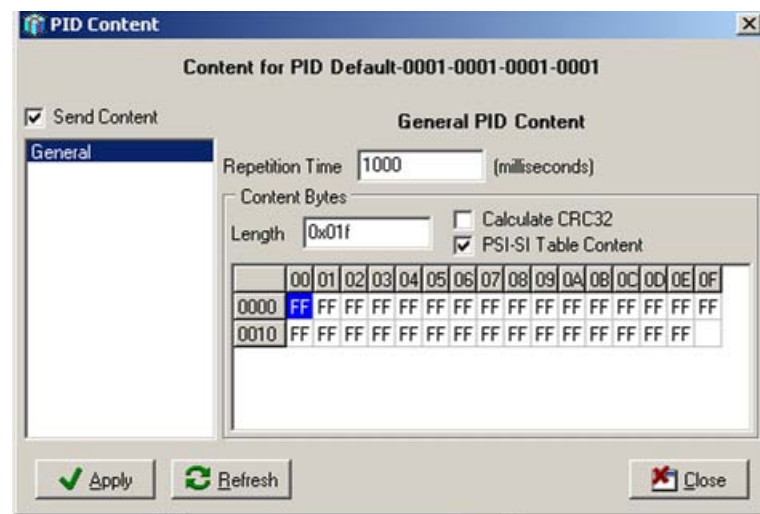 PID Content
Content for PID Default-0001-0001-0001-0001
Send Content
General PID Content
General
Repetition Time 1000 (milliseconds)
Content Bytes
Length 0x01f
Calculate CRC32
PSI-SI Table Content
00 01 02 03 04 05 06 07 08 09 0A 0B 0C 0D 0E 0F
0000 FF FF FF FF FF FF FF FF FF FF FF FF FF FF FF FF
0010 FF FF FF FF FF FF FF FF FF FF FF FF FF FF FF
Apply
Refresh
Close